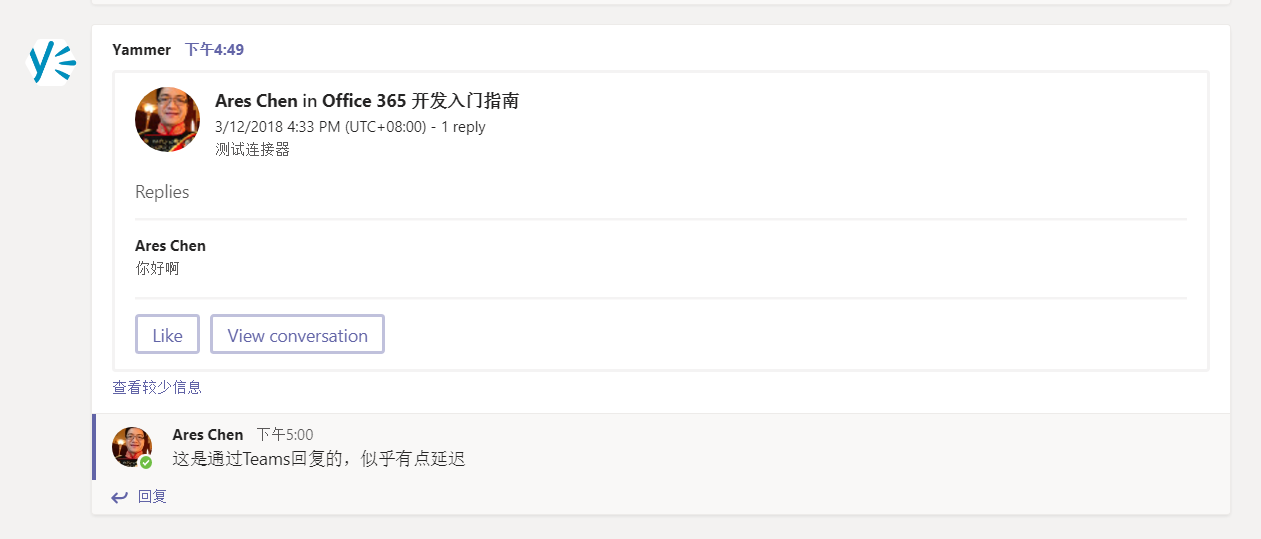 Yammer 下午4:49
Ares Chen in Office 365 开发入门指南
3/12/2018 4:33 PM (UTC+08:00) - 1 reply
测试连接器
Replies
Ares Chen
你好啊
Like View conversation
查看较少信息
Ares Chen 下午5:00
这是通过Teams回复的，似乎有点延迟
回复